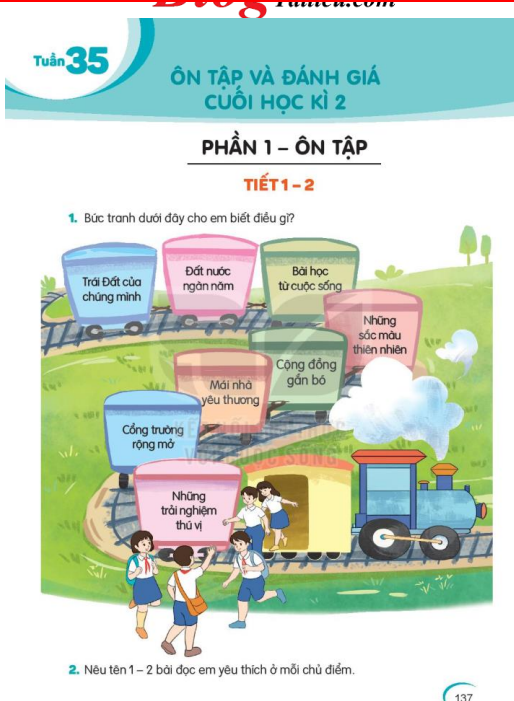 Blog Tailieu.com
Tuần 35
ÔN TẬP VÀ ĐÁNH GIÁ
CUỐI HỌC KÌ 2
PHẦN 1 – ÔN TẬP
TIẾT 1 – 2
1. Bức tranh dưới đây cho em biết điều gì?
Trái Đất của
chúng mình
Đất nước
ngàn năm
Bài học
từ cuộc sống
Những
sắc màu
thiên nhiên
Cộng đồng
gắn bó
Mái nhà
yêu thương
Cổng trường
rộng mở
Những
trải nghiệm
thú vị
2. Nêu tên 1 – 2 bài đọc em yêu thích ở mỗi chủ điểm.
137